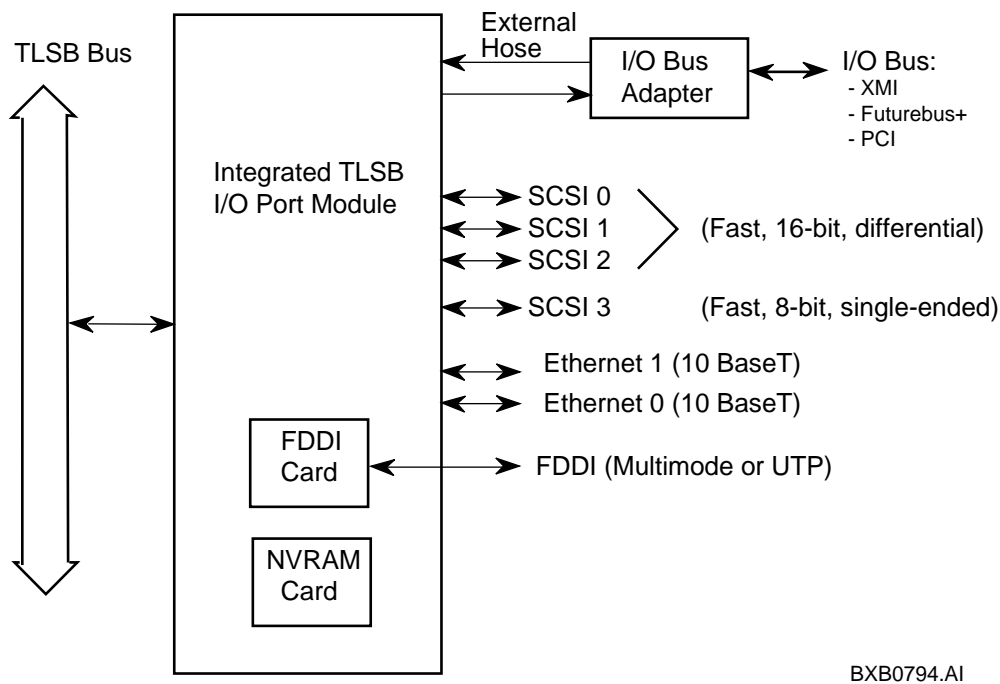 TLSB Bus
External
Hose
I/O Bus
Adapter
I/O Bus:
- XMI
- Futurebus+
- PCI
Integrated TLSB
I/O Port Module
SCSI 0
SCSI 1
SCSI 2
(Fast, 16-bit, differential)
SCSI 3
(Fast, 8-bit, single-ended)
Ethernet 1 (10 BaseT)
Ethernet 0 (10 BaseT)
FDDI
Card
FDDI (Multimode or UTP)
NVRAM
Card
BXB0794.AI